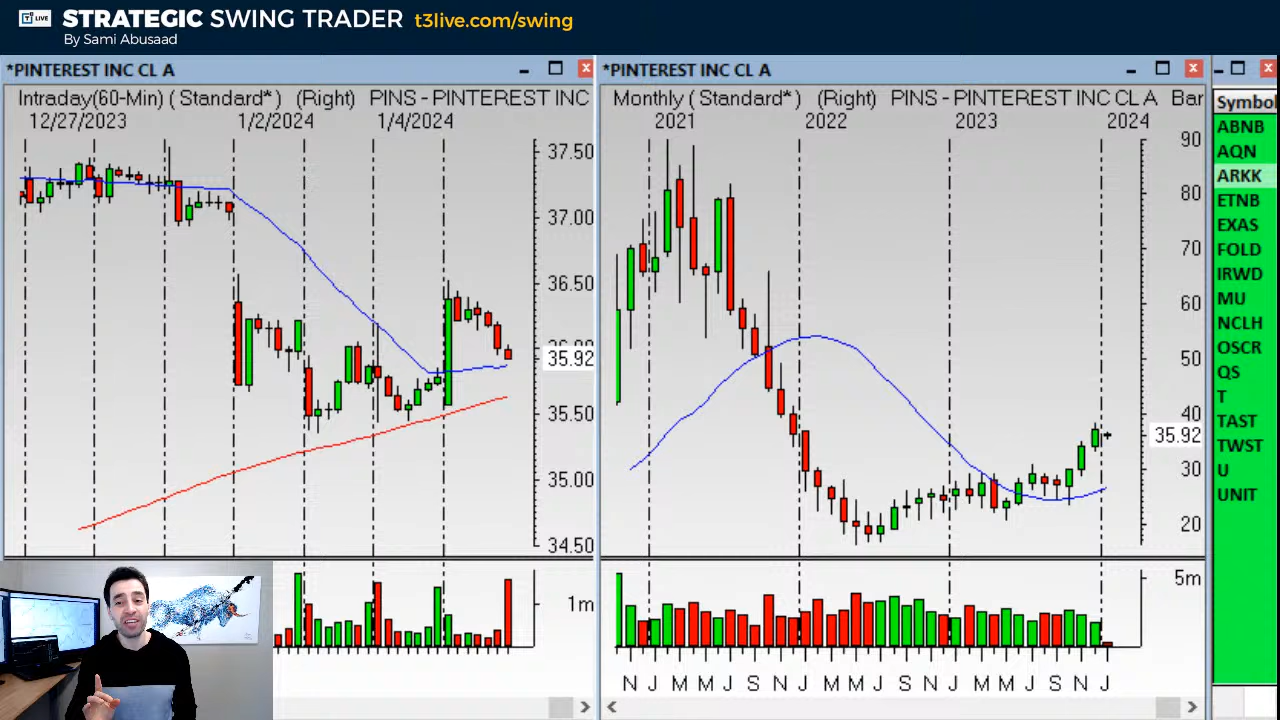 LIVE STRATEGIC SWING TRADER t3live.com/swing
By Sami Abusaad
*PINTEREST INC CL A
Intraday(60-Min) (Standard*) (Right) PINS - PINTEREST INC
12/27/2023 1/2/2024 1/4/2024
37.50
37.00
36.50
35.92
35.50
35.00
34.50
1m
*PINTEREST INC CL A
Monthly (Standard*) (Right) PINS - PINTEREST INC CL A Bar
2021 2022 2023 2024
90
80
70
60
50
40
35.92
30
20
5m
N J M M J S N J M M J S N J M M J S N J
Symbol
ABNB
AQN
ARKK
ETNB
EXAS
FOLD
IRWD
MU
NCLH
OSCR
QS
T
TAST
TWST
U
UNIT